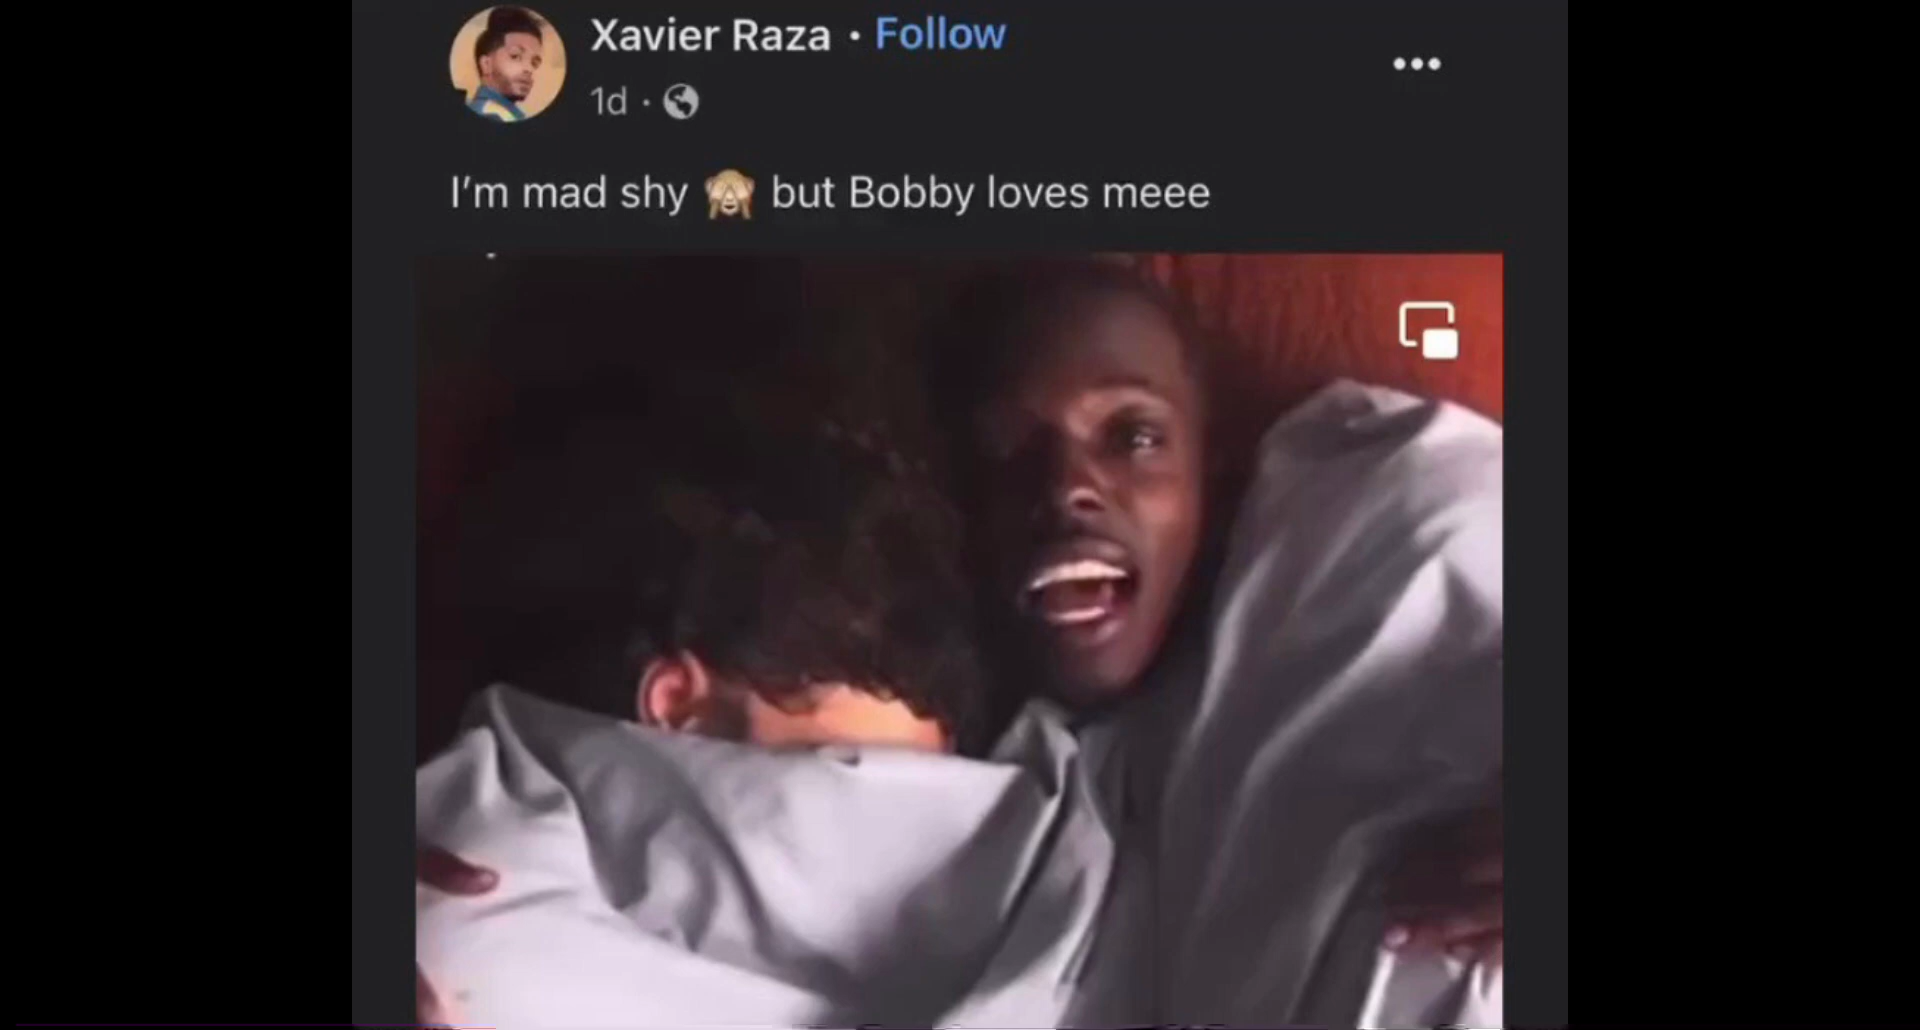 Xavier Raza • Follow
1d ·
I'm mad shy 🙈 but Bobby loves meee